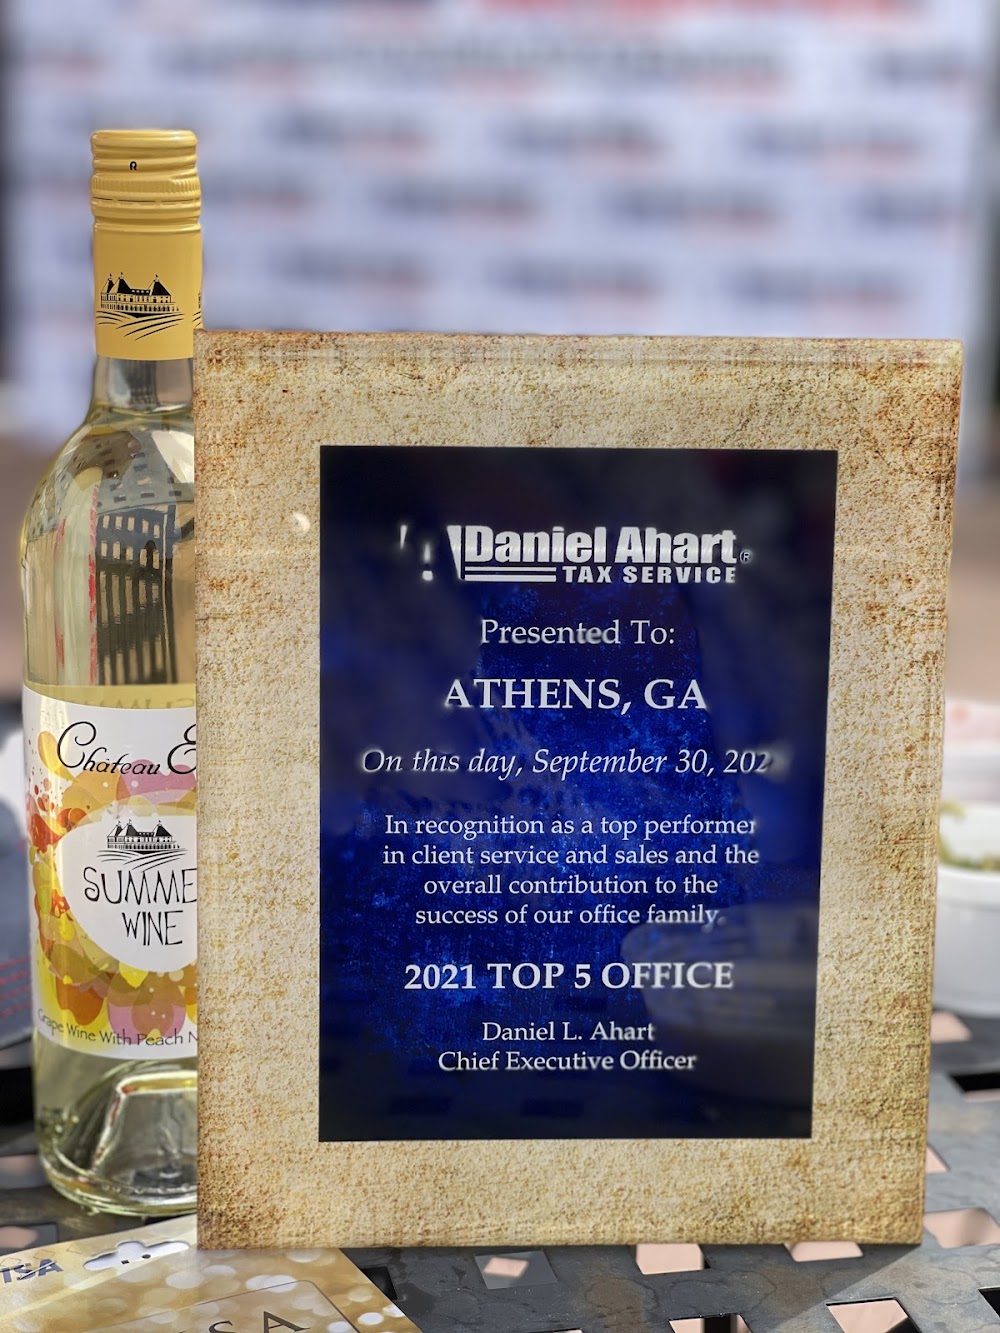 Château
SUMME
WINE
Grape Wine With Peach N
Daniel Ahart®
TAX SERVICE
Presented To:
ATHENS, GA
On this day, September 30, 202
In recognition as a top performer
in client service and sales and the
overall contribution to the
success of our office family.
2021 TOP 5 OFFICE
Daniel L. Ahart
Chief Executive Officer